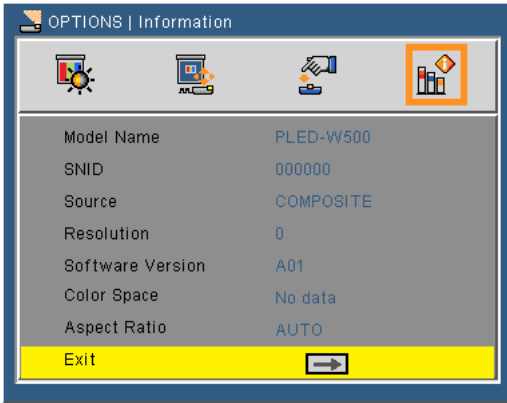 OPTIONS | Information
Model Name PLED-W500
SNID 000000
Source COMPOSITE
Resolution 0
Software Version A01
Color Space No data
Aspect Ratio AUTO
Exit